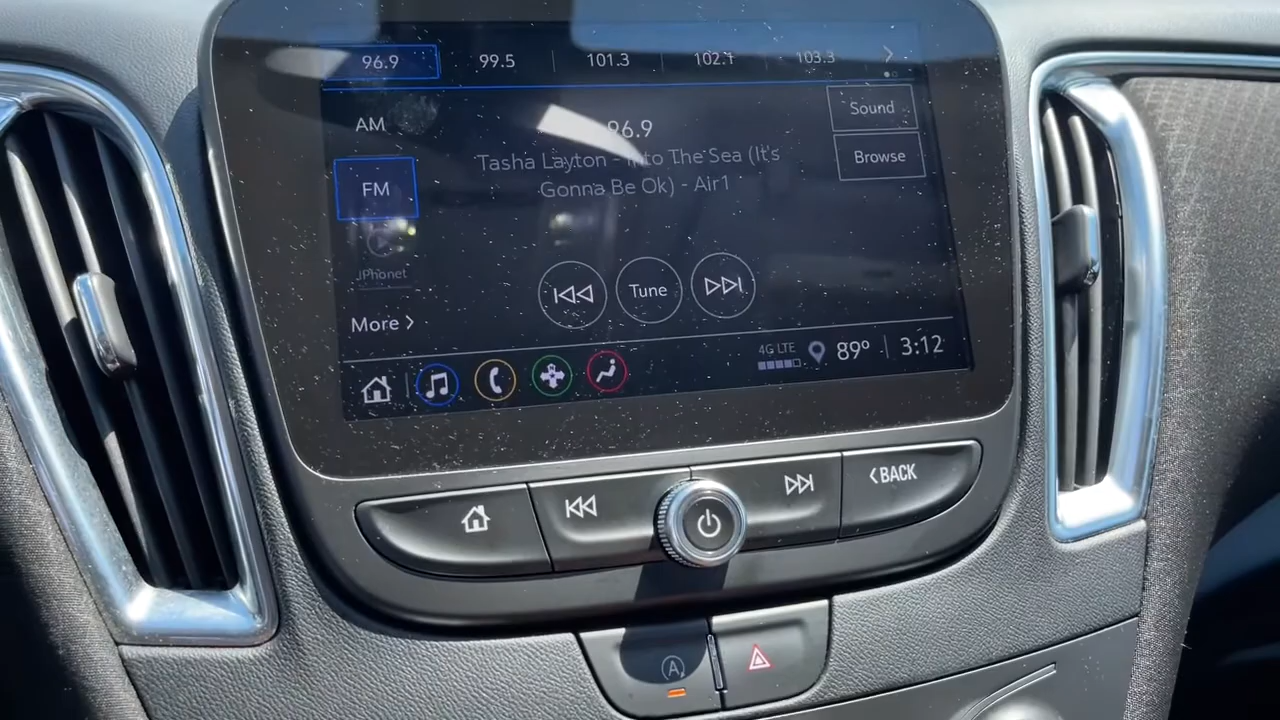 96.9 99.5 101.3 102.1 103.3
AM
96.9
Sound
Tasha Layton - Into The Sea (It's
Gonna Be Ok) - Air1
Browse
FM
iPhonet
Tune
More >
4G LTE
89° 3:12
< BACK
A